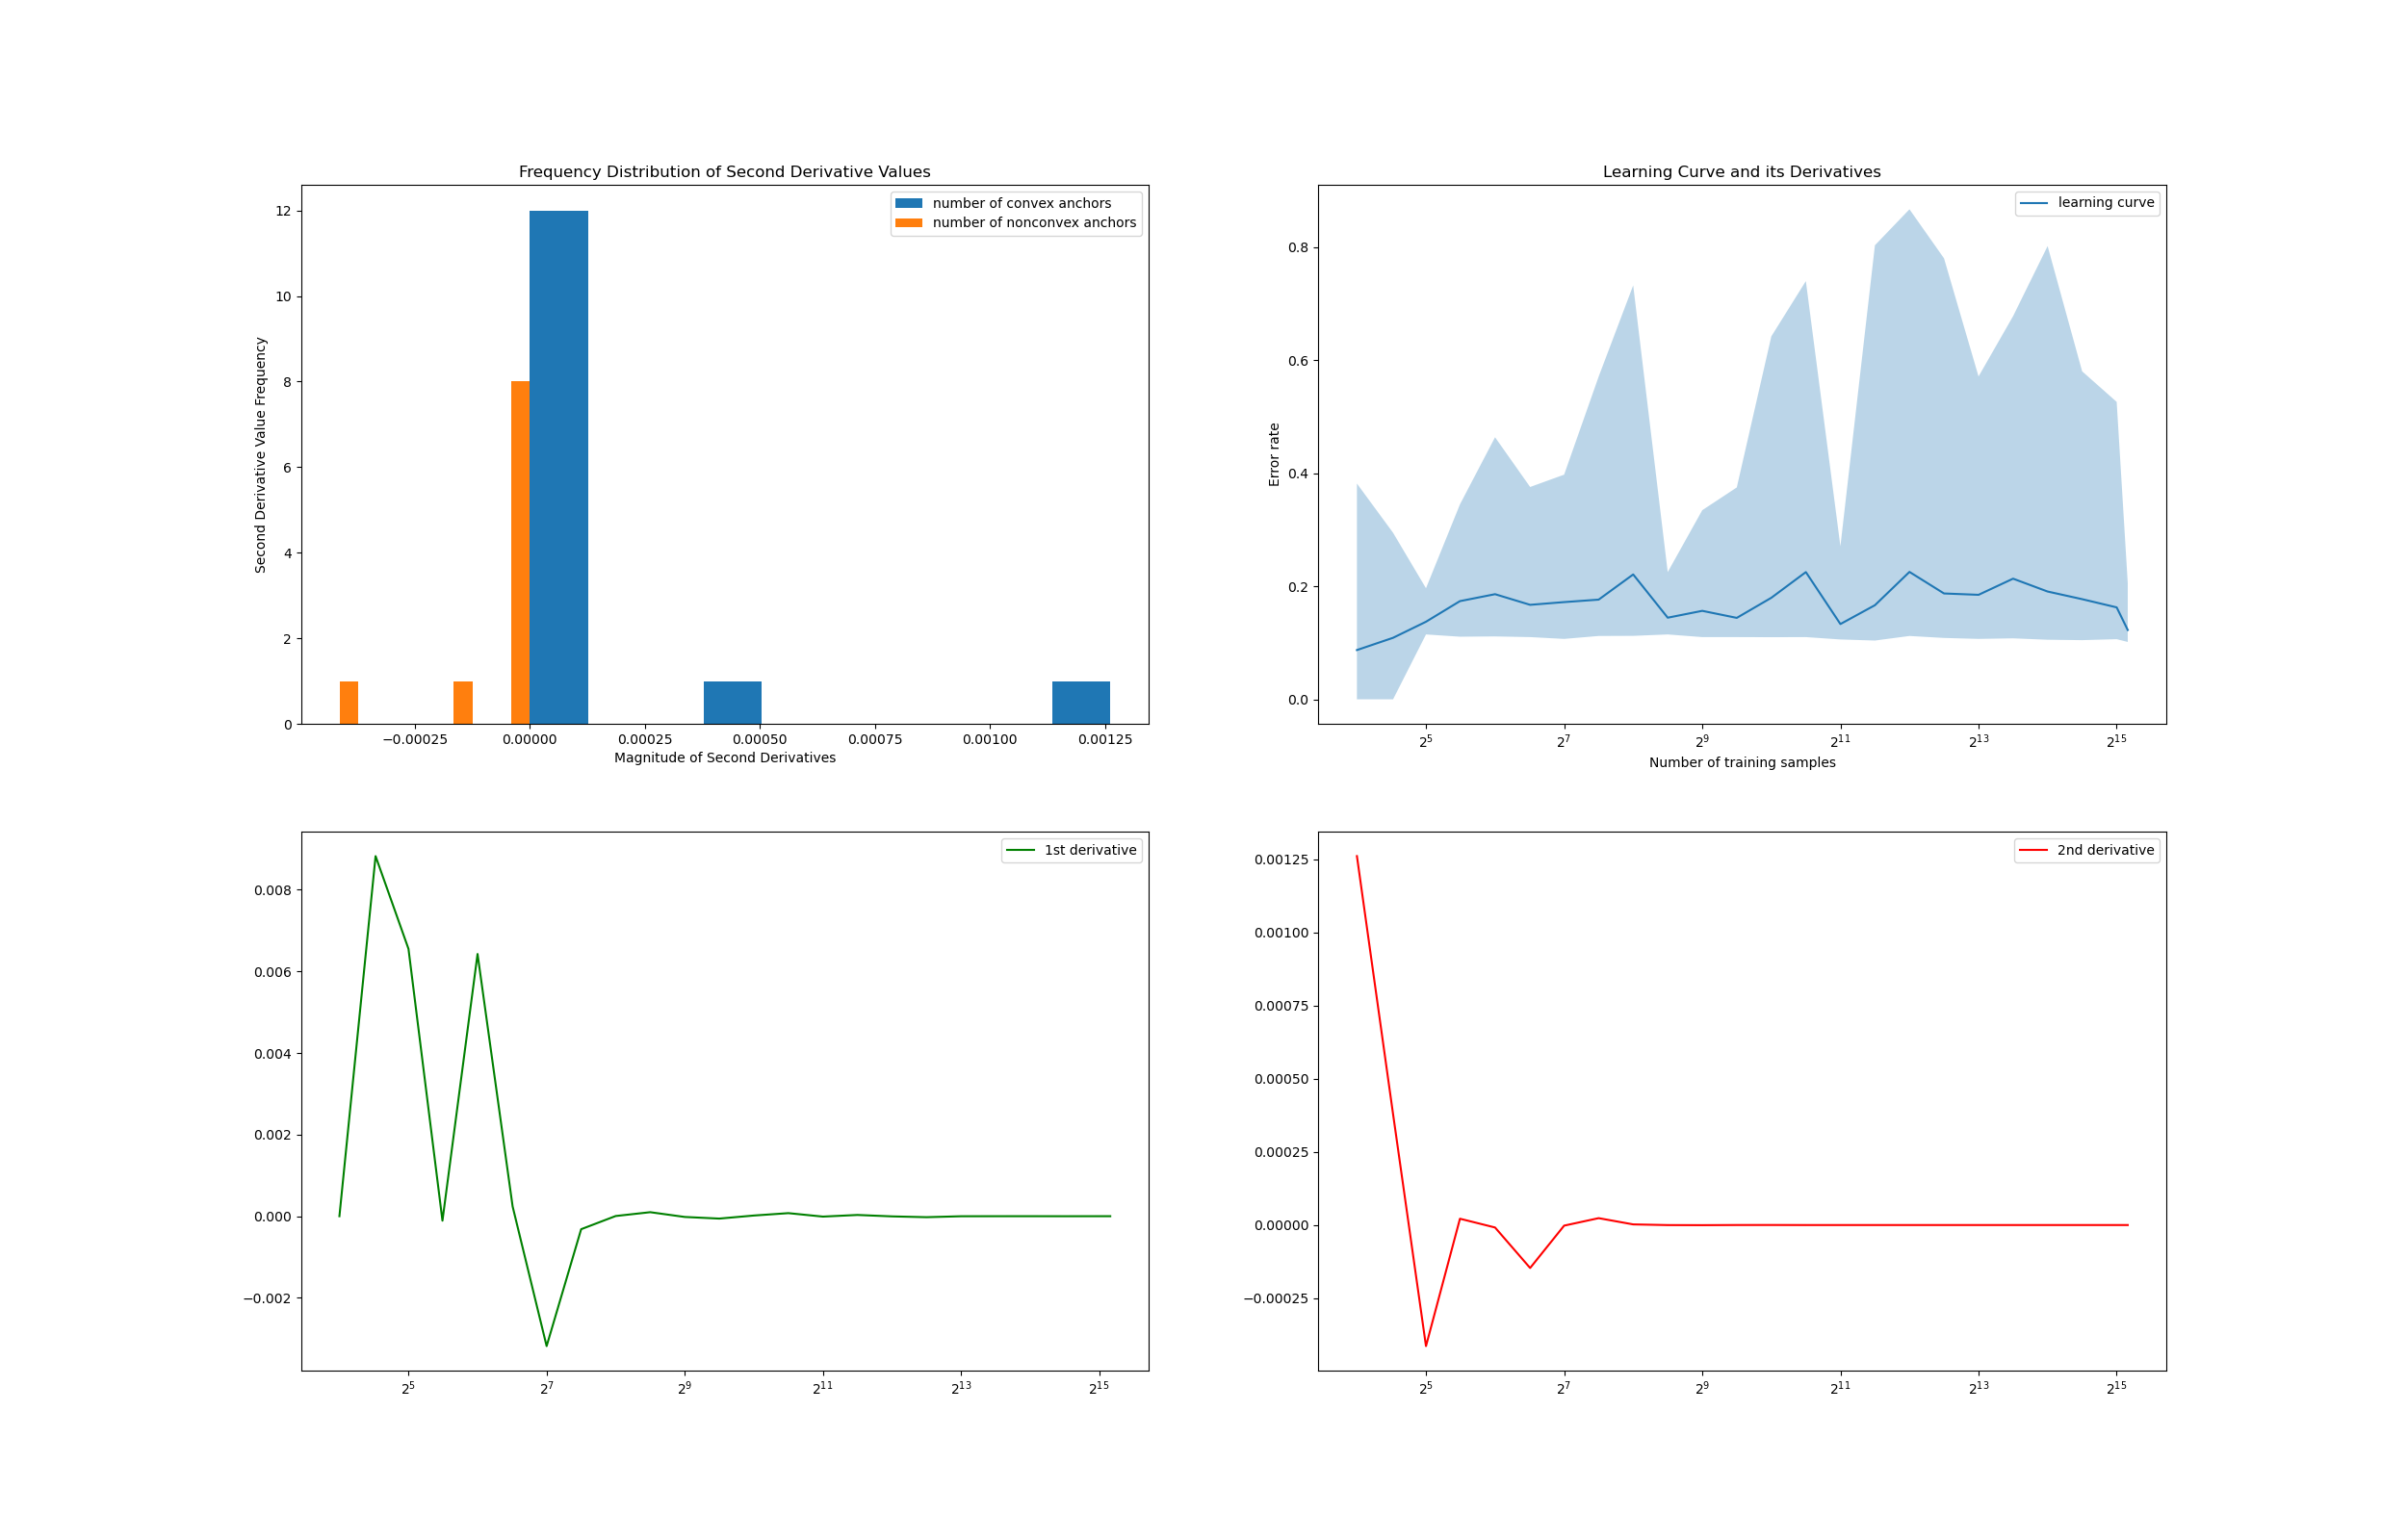 Frequency Distribution of Second Derivative Values
12
10
8
6
4
2
0
Second Derivative Value Frequency
number of convex anchors
number of nonconvex anchors
−0.00025 0.00000 0.00025 0.00050 0.00075 0.00100 0.00125
Magnitude of Second Derivatives
Learning Curve and its Derivatives
0.8
0.6
0.4
0.2
0.0
Error rate
learning curve
2^5 2^7 2^9 2^11 2^13 2^15
Number of training samples
0.008
0.006
0.004
0.002
0.000
−0.002
1st derivative
2^5 2^7 2^9 2^11 2^13 2^15
0.00125
0.00100
0.00075
0.00050
0.00025
0.00000
−0.00025
2nd derivative
2^5 2^7 2^9 2^11 2^13 2^15